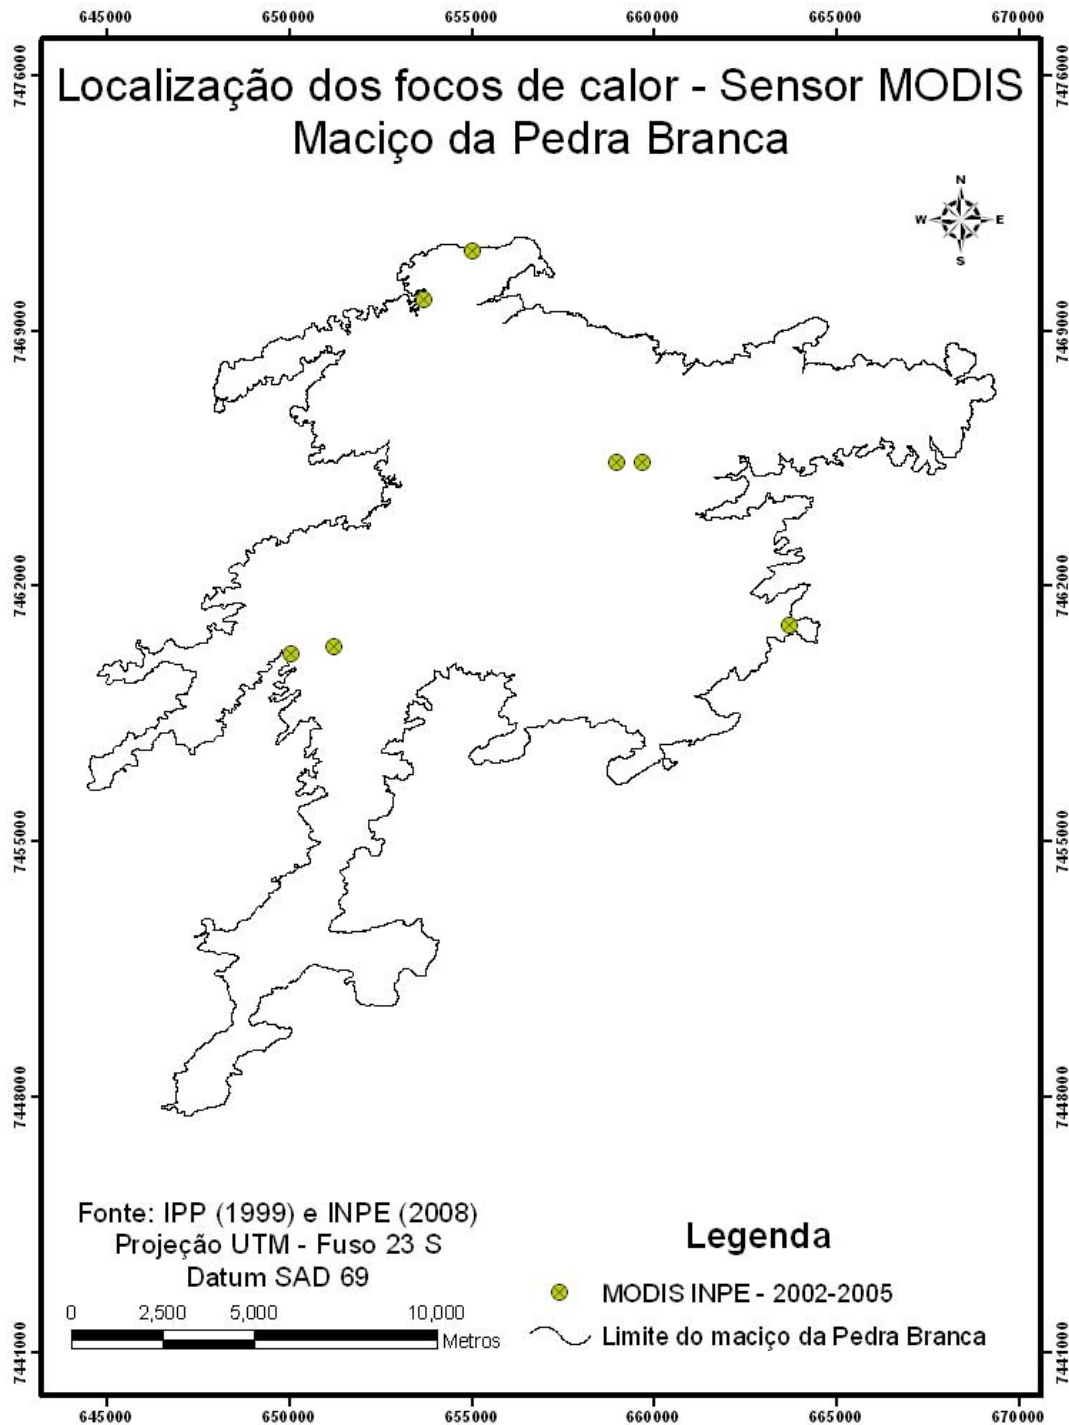 645000 650000 655000 660000 665000 670000
Localização dos focos de calor - Sensor MODIS
Maciço da Pedra Branca
N
W E
S
7476000 7476000
7469000 7469000
7462000 7462000
7455000 7455000
7448000 7448000
7441000 7441000
Fonte: IPP (1999) e INPE (2008)
Projeção UTM - Fuso 23 S
Datum SAD 69
0 2,500 5,000 10,000
Metros
Legenda
MODIS INPE - 2002-2005
Limite do maciço da Pedra Branca
645000 650000 655000 660000 665000 670000